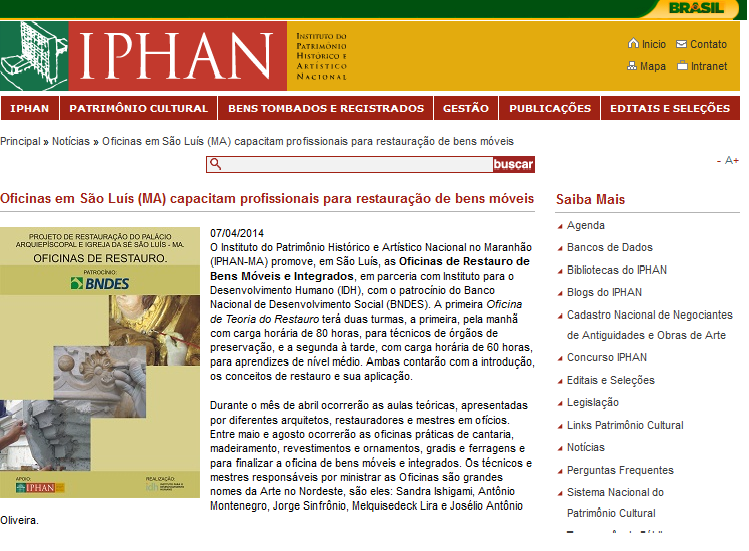 BRASIL
IPHAN
INSTITUTO DO
PATRIMÔNIO
HISTÓRICO E
ARTÍSTICO
NACIONAL
Inicio Contato
Mapa Intranet
IPHAN PATRIMÔNIO CULTURAL BENS TOMBADOS E REGISTRADOS GESTÃO PUBLICAÇÕES EDITAIS E SELEÇÕES
Principal » Notícias » Oficinas em São Luís (MA) capacitam profissionais para restauração de bens móveis
buscar
- A+
Oficinas em São Luís (MA) capacitam profissionais para restauração de bens móveis
PROJETO DE RESTAURAÇÃO DO PALÁCIO
ARQUIEPÍSCOPAL E IGREJA DA SÉ SÃO LUÍS - MA.
OFICINAS DE RESTAURO.
PATROCÍNIO:
BNDES
APOIO:
IPHAN
REALIZAÇÃO:
idh
07/04/2014
O Instituto do Patrimônio Histórico e Artístico Nacional no Maranhão
(IPHAN-MA) promove, em São Luís, as Oficinas de Restauro de
Bens Móveis e Integrados, em parceria com Instituto para o
Desenvolvimento Humano (IDH), com o patrocínio do Banco
Nacional de Desenvolvimento Social (BNDES). A primeira Oficina
de Teoria do Restauro terá duas turmas, a primeira, pela manhã
com carga horária de 80 horas, para técnicos de órgãos de
preservação, e a segunda à tarde, com carga horária de 60 horas,
para aprendizes de nível médio. Ambas contarão com a introdução,
os conceitos de restauro e sua aplicação.
Durante o mês de abril ocorrerão as aulas teóricas, apresentadas
por diferentes arquitetos, restauradores e mestres em ofícios.
Entre maio e agosto ocorrerão as oficinas práticas de cantaria,
madeiramento, revestimentos e ornamentos, gradis e ferragens e
para finalizar a oficina de bens móveis e integrados. Os técnicos e
mestres responsáveis por ministrar as Oficinas são grandes
nomes da Arte no Nordeste, são eles: Sandra Ishigami, Antônio
Montenegro, Jorge Sinfrônio, Melquisedeck Lira e Josélio Antônio
Oliveira.
Saiba Mais
Agenda
Bancos de Dados
Bibliotecas do IPHAN
Blogs do IPHAN
Cadastro Nacional de Negociantes
de Antiguidades e Obras de Arte
Concurso IPHAN
Editais e Seleções
Legislação
Links Patrimônio Cultural
Notícias
Perguntas Frequentes
Sistema Nacional do
Patrimônio Cultural